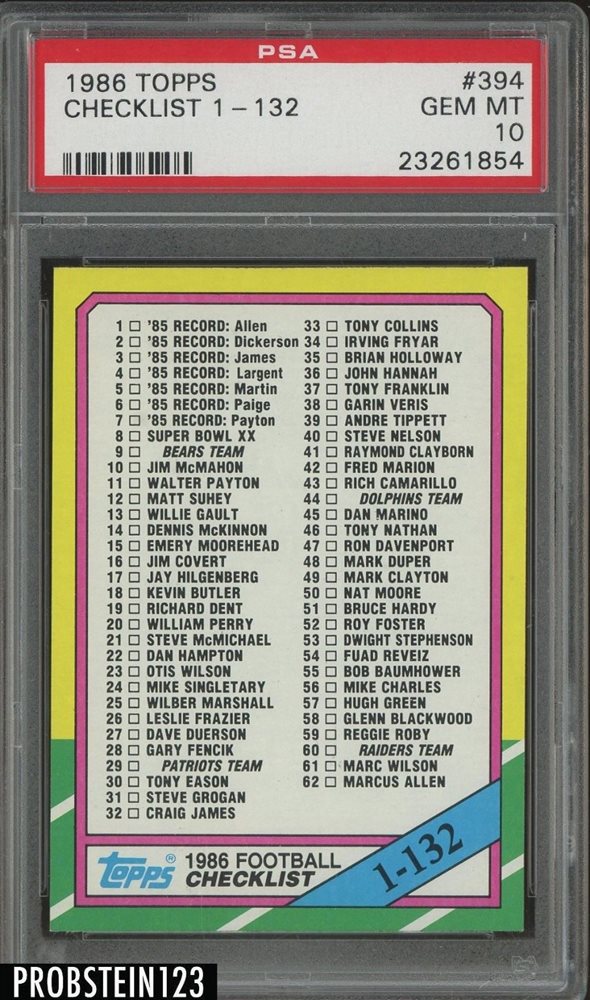 PSA
1986 TOPPS #394
CHECKLIST 1-132 GEM MT
10
23261854
1 □ '85 RECORD: Allen
2 □ '85 RECORD: Dickerson
3 □ '85 RECORD: James
4 □ '85 RECORD: Largent
5 □ '85 RECORD: Martin
6 □ '85 RECORD: Paige
7 □ '85 RECORD: Payton
8 □ SUPER BOWL XX
9 □ BEARS TEAM
10 □ JIM McMAHON
11 □ WALTER PAYTON
12 □ MATT SUHEY
13 □ WILLIE GAULT
14 □ DENNIS McKINNON
15 □ EMERY MOOREHEAD
16 □ JIM COVERT
17 □ JAY HILGENBERG
18 □ KEVIN BUTLER
19 □ RICHARD DENT
20 □ WILLIAM PERRY
21 □ STEVE McMICHAEL
22 □ DAN HAMPTON
23 □ OTIS WILSON
24 □ MIKE SINGLETARY
25 □ WILBER MARSHALL
26 □ LESLIE FRAZIER
27 □ DAVE DUERSON
28 □ GARY FENCIK
29 □ PATRIOTS TEAM
30 □ TONY EASON
31 □ STEVE GROGAN
32 □ CRAIG JAMES
33 □ TONY COLLINS
34 □ IRVING FRYAR
35 □ BRIAN HOLLOWAY
36 □ JOHN HANNAH
37 □ TONY FRANKLIN
38 □ GARIN VERIS
39 □ ANDRE TIPPETT
40 □ STEVE NELSON
41 □ RAYMOND CLAYBORN
42 □ FRED MARION
43 □ RICH CAMARILLO
44 □ DOLPHINS TEAM
45 □ DAN MARINO
46 □ TONY NATHAN
47 □ RON DAVENPORT
48 □ MARK DUPER
49 □ MARK CLAYTON
50 □ NAT MOORE
51 □ BRUCE HARDY
52 □ ROY FOSTER
53 □ DWIGHT STEPHENSON
54 □ FUAD REVEIZ
55 □ BOB BAUMHOWER
56 □ MIKE CHARLES
57 □ HUGH GREEN
58 □ GLENN BLACKWOOD
59 □ REGGIE ROBY
60 □ RAIDERS TEAM
61 □ MARC WILSON
62 □ MARCUS ALLEN
topps® 1986 FOOTBALL
CHECKLIST
1-132
PROBSTEIN123